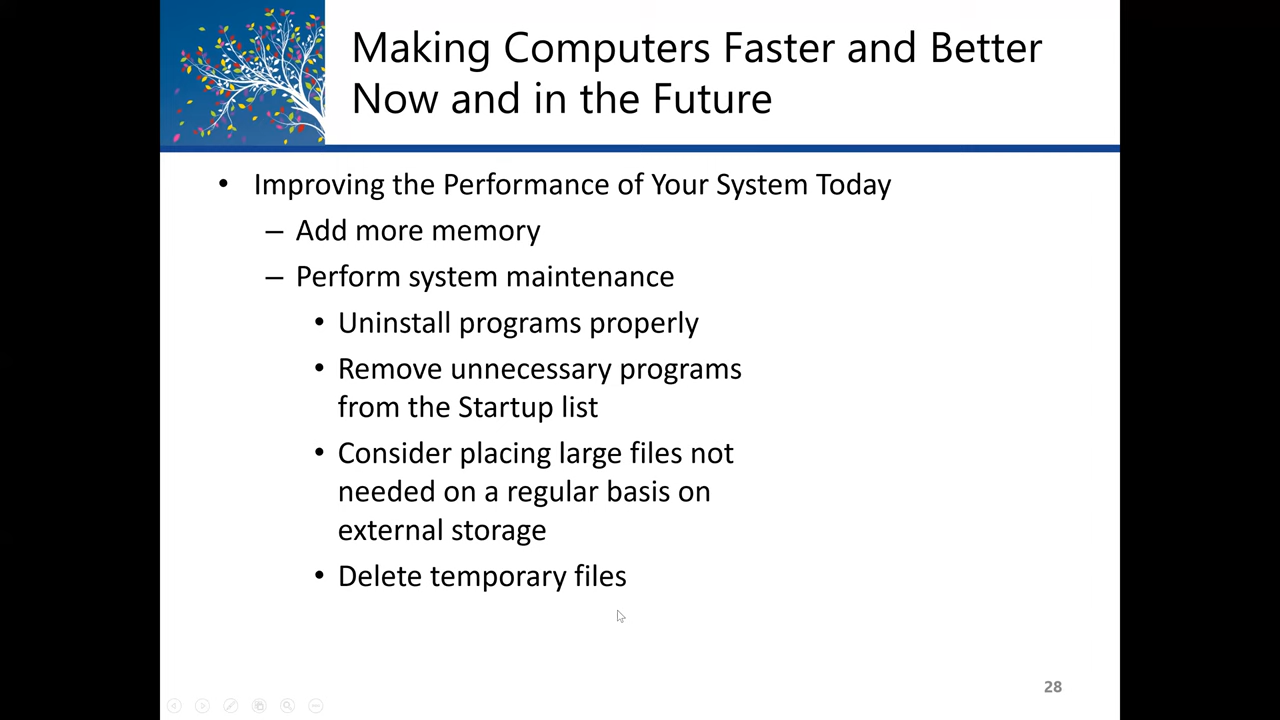 Making Computers Faster and Better
Now and in the Future
• Improving the Performance of Your System Today
– Add more memory
– Perform system maintenance
• Uninstall programs properly
• Remove unnecessary programs
from the Startup list
• Consider placing large files not
needed on a regular basis on
external storage
• Delete temporary files
28